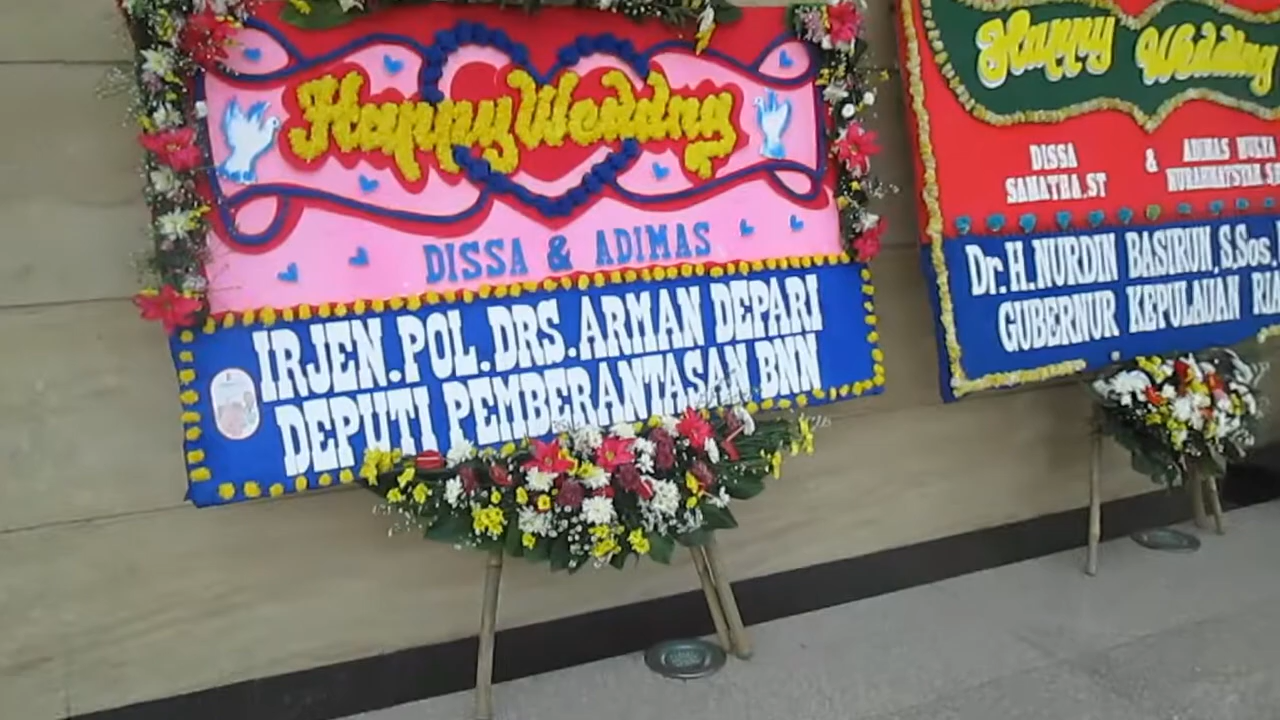 Happy Wedding
DISSA & ADIMAS
IRJEN.POL.DRS.ARMAN DEPARI
DEPUTI PEMBERANTASAN BNN
Happy Wedding
DISSA & ADIMAS
SAMATHA.ST
Dr.H.NURDIN BASIRUN,S.Sos,
GUBERNUR KEPULAUAN